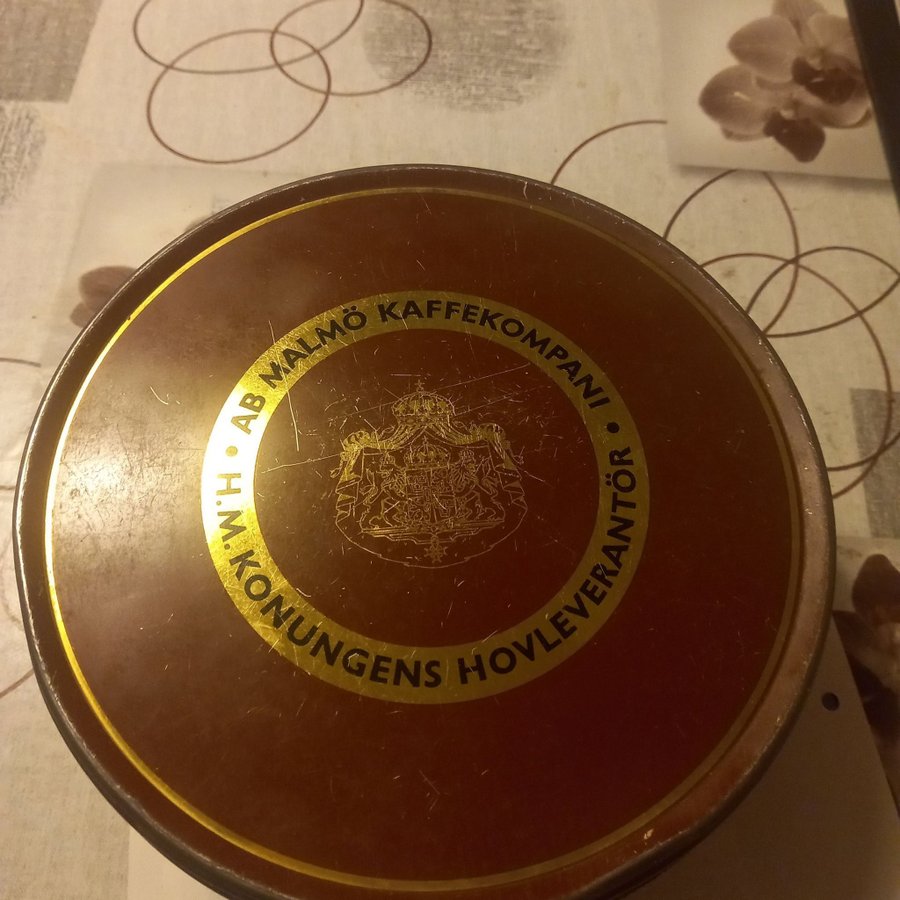 AB MALMÖ KAFFEKOMPANI •
H.M. KONUNGENS HOVLEVERANTÖR •